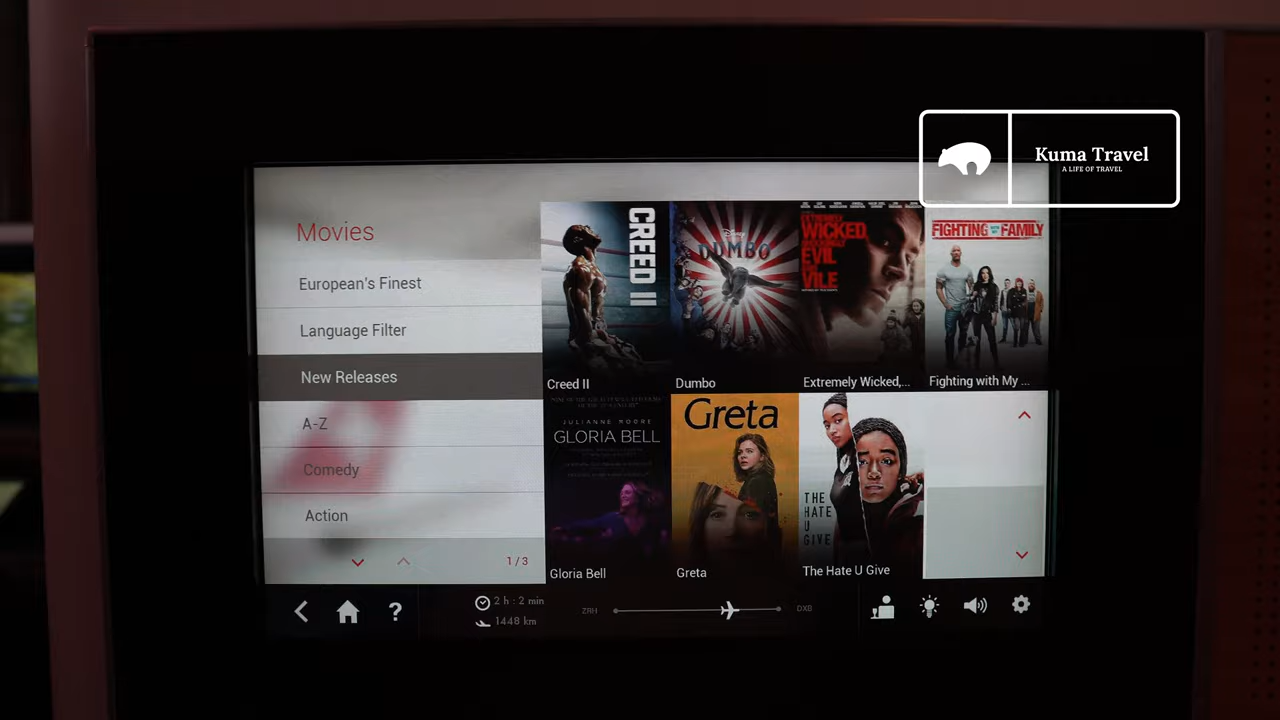 Kuma Travel
A LIFE OF TRAVEL
Movies
European's Finest
Language Filter
New Releases
A-Z
Comedy
Action
1/3
CREED II
Creed II
Disney
DUMBO
Dumbo
EXTREMELY
WICKED,
SHOCKINGLY
EVIL
AND
VILE
Extremely Wicked,...
FIGHTING WITH MY FAMILY
Fighting with My ...
JULIANNE MOORE
GLORIA BELL
Gloria Bell
Greta
Greta
THE
HATE
U
GIVE
The Hate U Give
?
2 h : 2 min
1448 km
ZRH
DXB